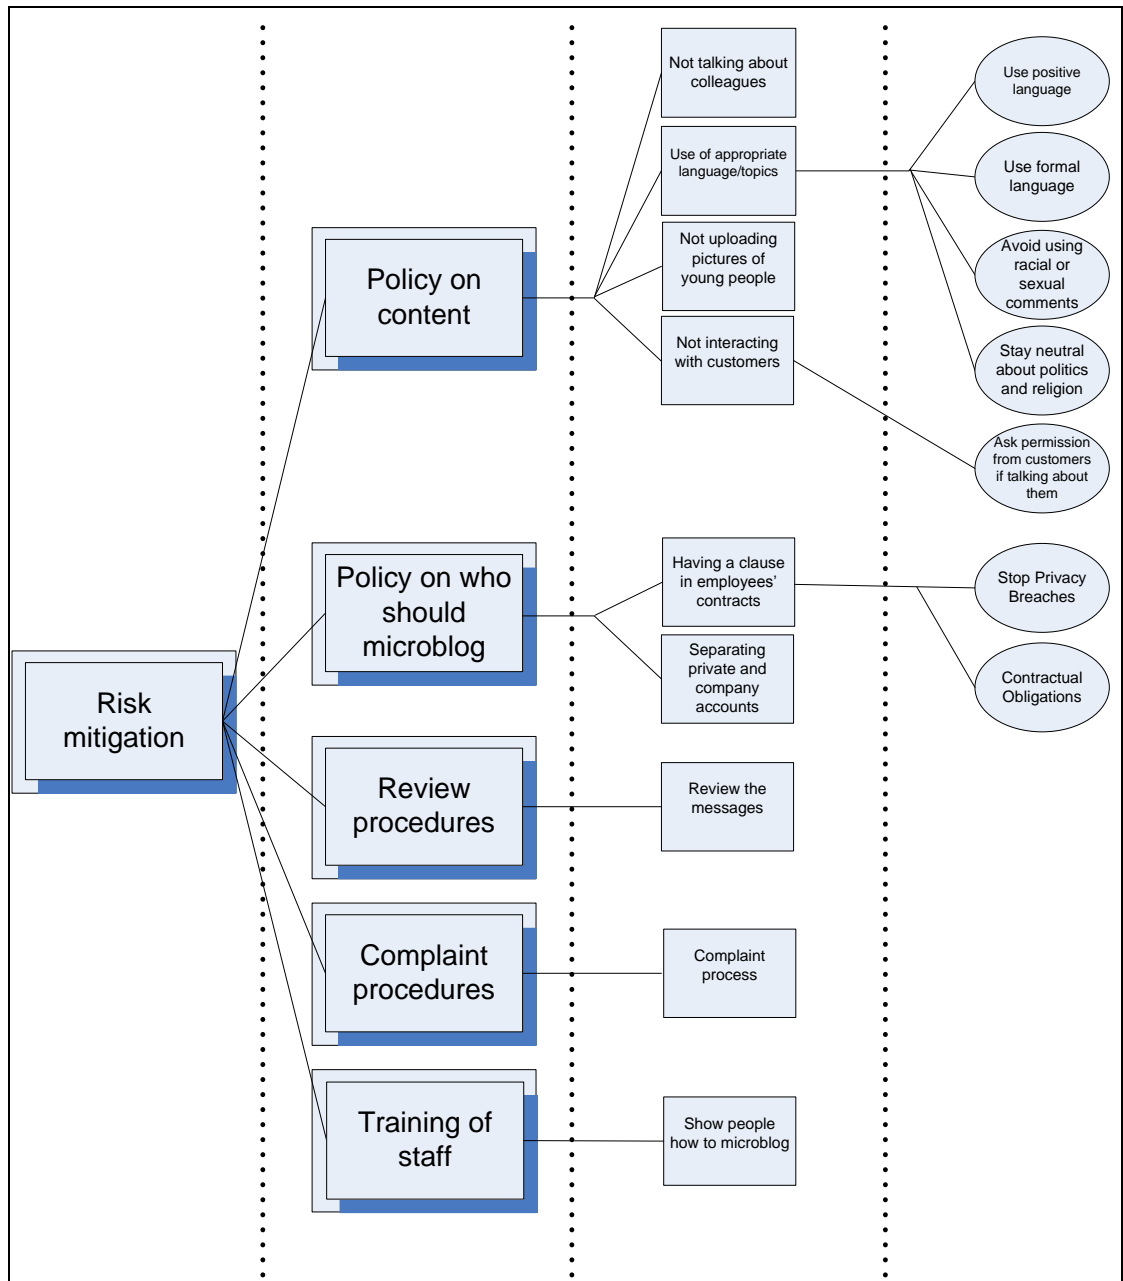 Not talking about
colleagues
Use positive
language
Use of appropriate
language/topics
Use formal
language
Policy on
content
Not uploading
pictures of
young people
Avoid using
racial or
sexual
comments
Not interacting
with customers
Stay neutral
about politics
and religion
Ask permission
from customers
if talking about
them
Policy on who
should
microblog
Having a clause
in employees'
contracts
Stop Privacy
Breaches
Separating
private and
company
accounts
Contractual
Obligations
Risk
mitigation
Review
procedures
Review the
messages
Complaint
procedures
Complaint
process
Training of
staff
Show people
how to microblog